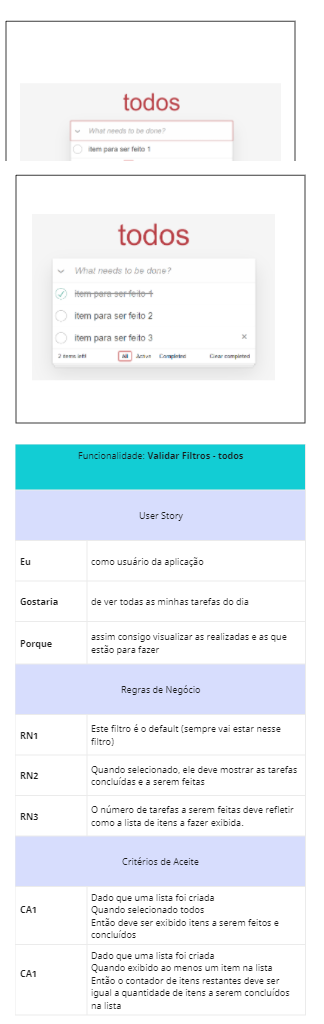 todos
What needs to be done?
item para ser feito 1
todos
What needs to be done?
item para ser feito 1
item para ser feito 2
item para ser feito 3
2 items left!
All
Active
Completed
Clear completed
Funcionalidade: Validar Filtros - todos
User Story
Eu
como usuário da aplicação
Gostaria
de ver todas as minhas tarefas do dia
Porque
assim consigo visualizar as realizadas e as que
estão para fazer
Regras de Negócio
RN1
Este filtro é o default (sempre vai estar nesse
filtro)
RN2
Quando selecionado, ele deve mostrar as tarefas
concluídas e a serem feitas
RN3
O número de tarefas a serem feitas deve refletir
como a lista de itens a fazer exibida.
Critérios de Aceite
CA1
Dado que uma lista foi criada
Quando selecionado todos
Então deve ser exibido itens a serem feitos e
concluídos
CA1
Dado que uma lista foi criada
Quando exibido ao menos um item na lista
Então o contador de itens restantes deve ser
igual a quantidade de itens a serem concluídos
na lista